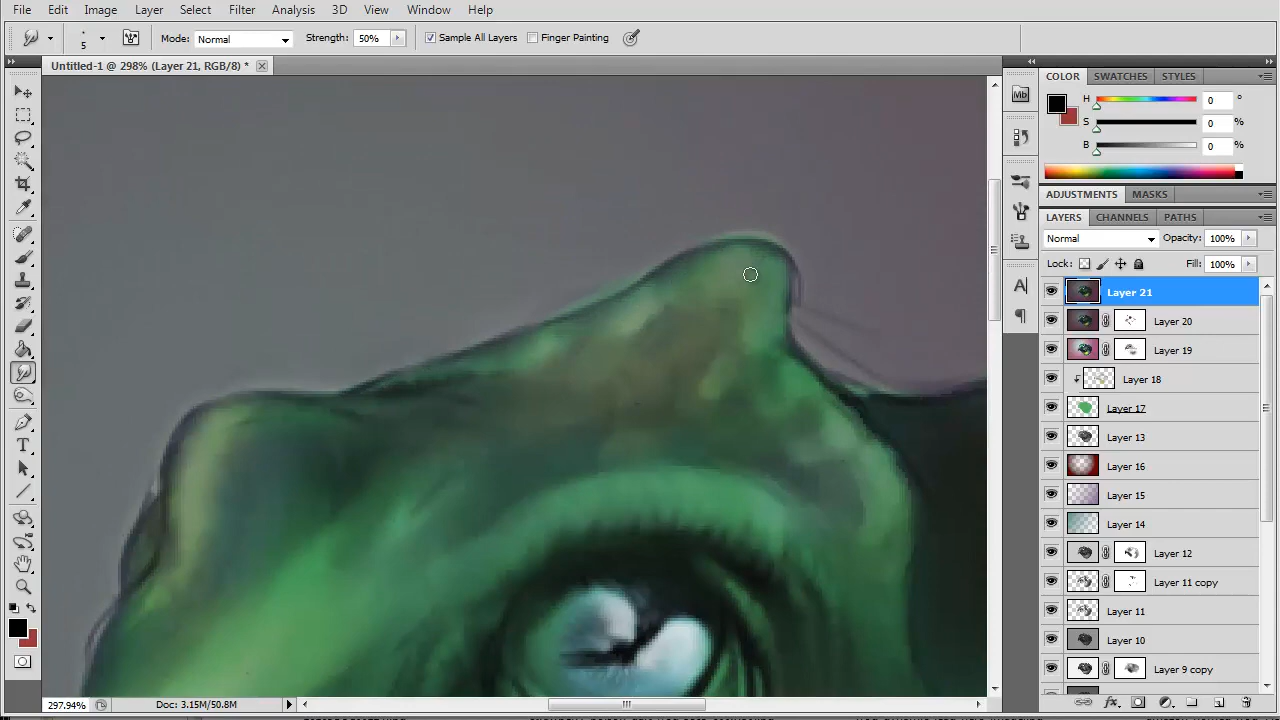 File Edit Image Layer Select Filter Analysis 3D View Window Help
5 Mode: Normal Strength: 50% Sample All Layers Finger Painting
Untitled-1 @ 298% (Layer 21, RGB/8) *
COLOR SWATCHES STYLES
H 0 °
S 0 %
B 0 %
ADJUSTMENTS MASKS
LAYERS CHANNELS PATHS
Normal Opacity: 100%
Lock: Fill: 100%
Layer 21
Layer 20
Layer 19
Layer 18
Layer 17
Layer 13
Layer 16
Layer 15
Layer 14
Layer 12
Layer 11 copy
Layer 11
Layer 10
Layer 9 copy
Mb
A
T
297.94% Doc: 3.15M/50.8M
fx